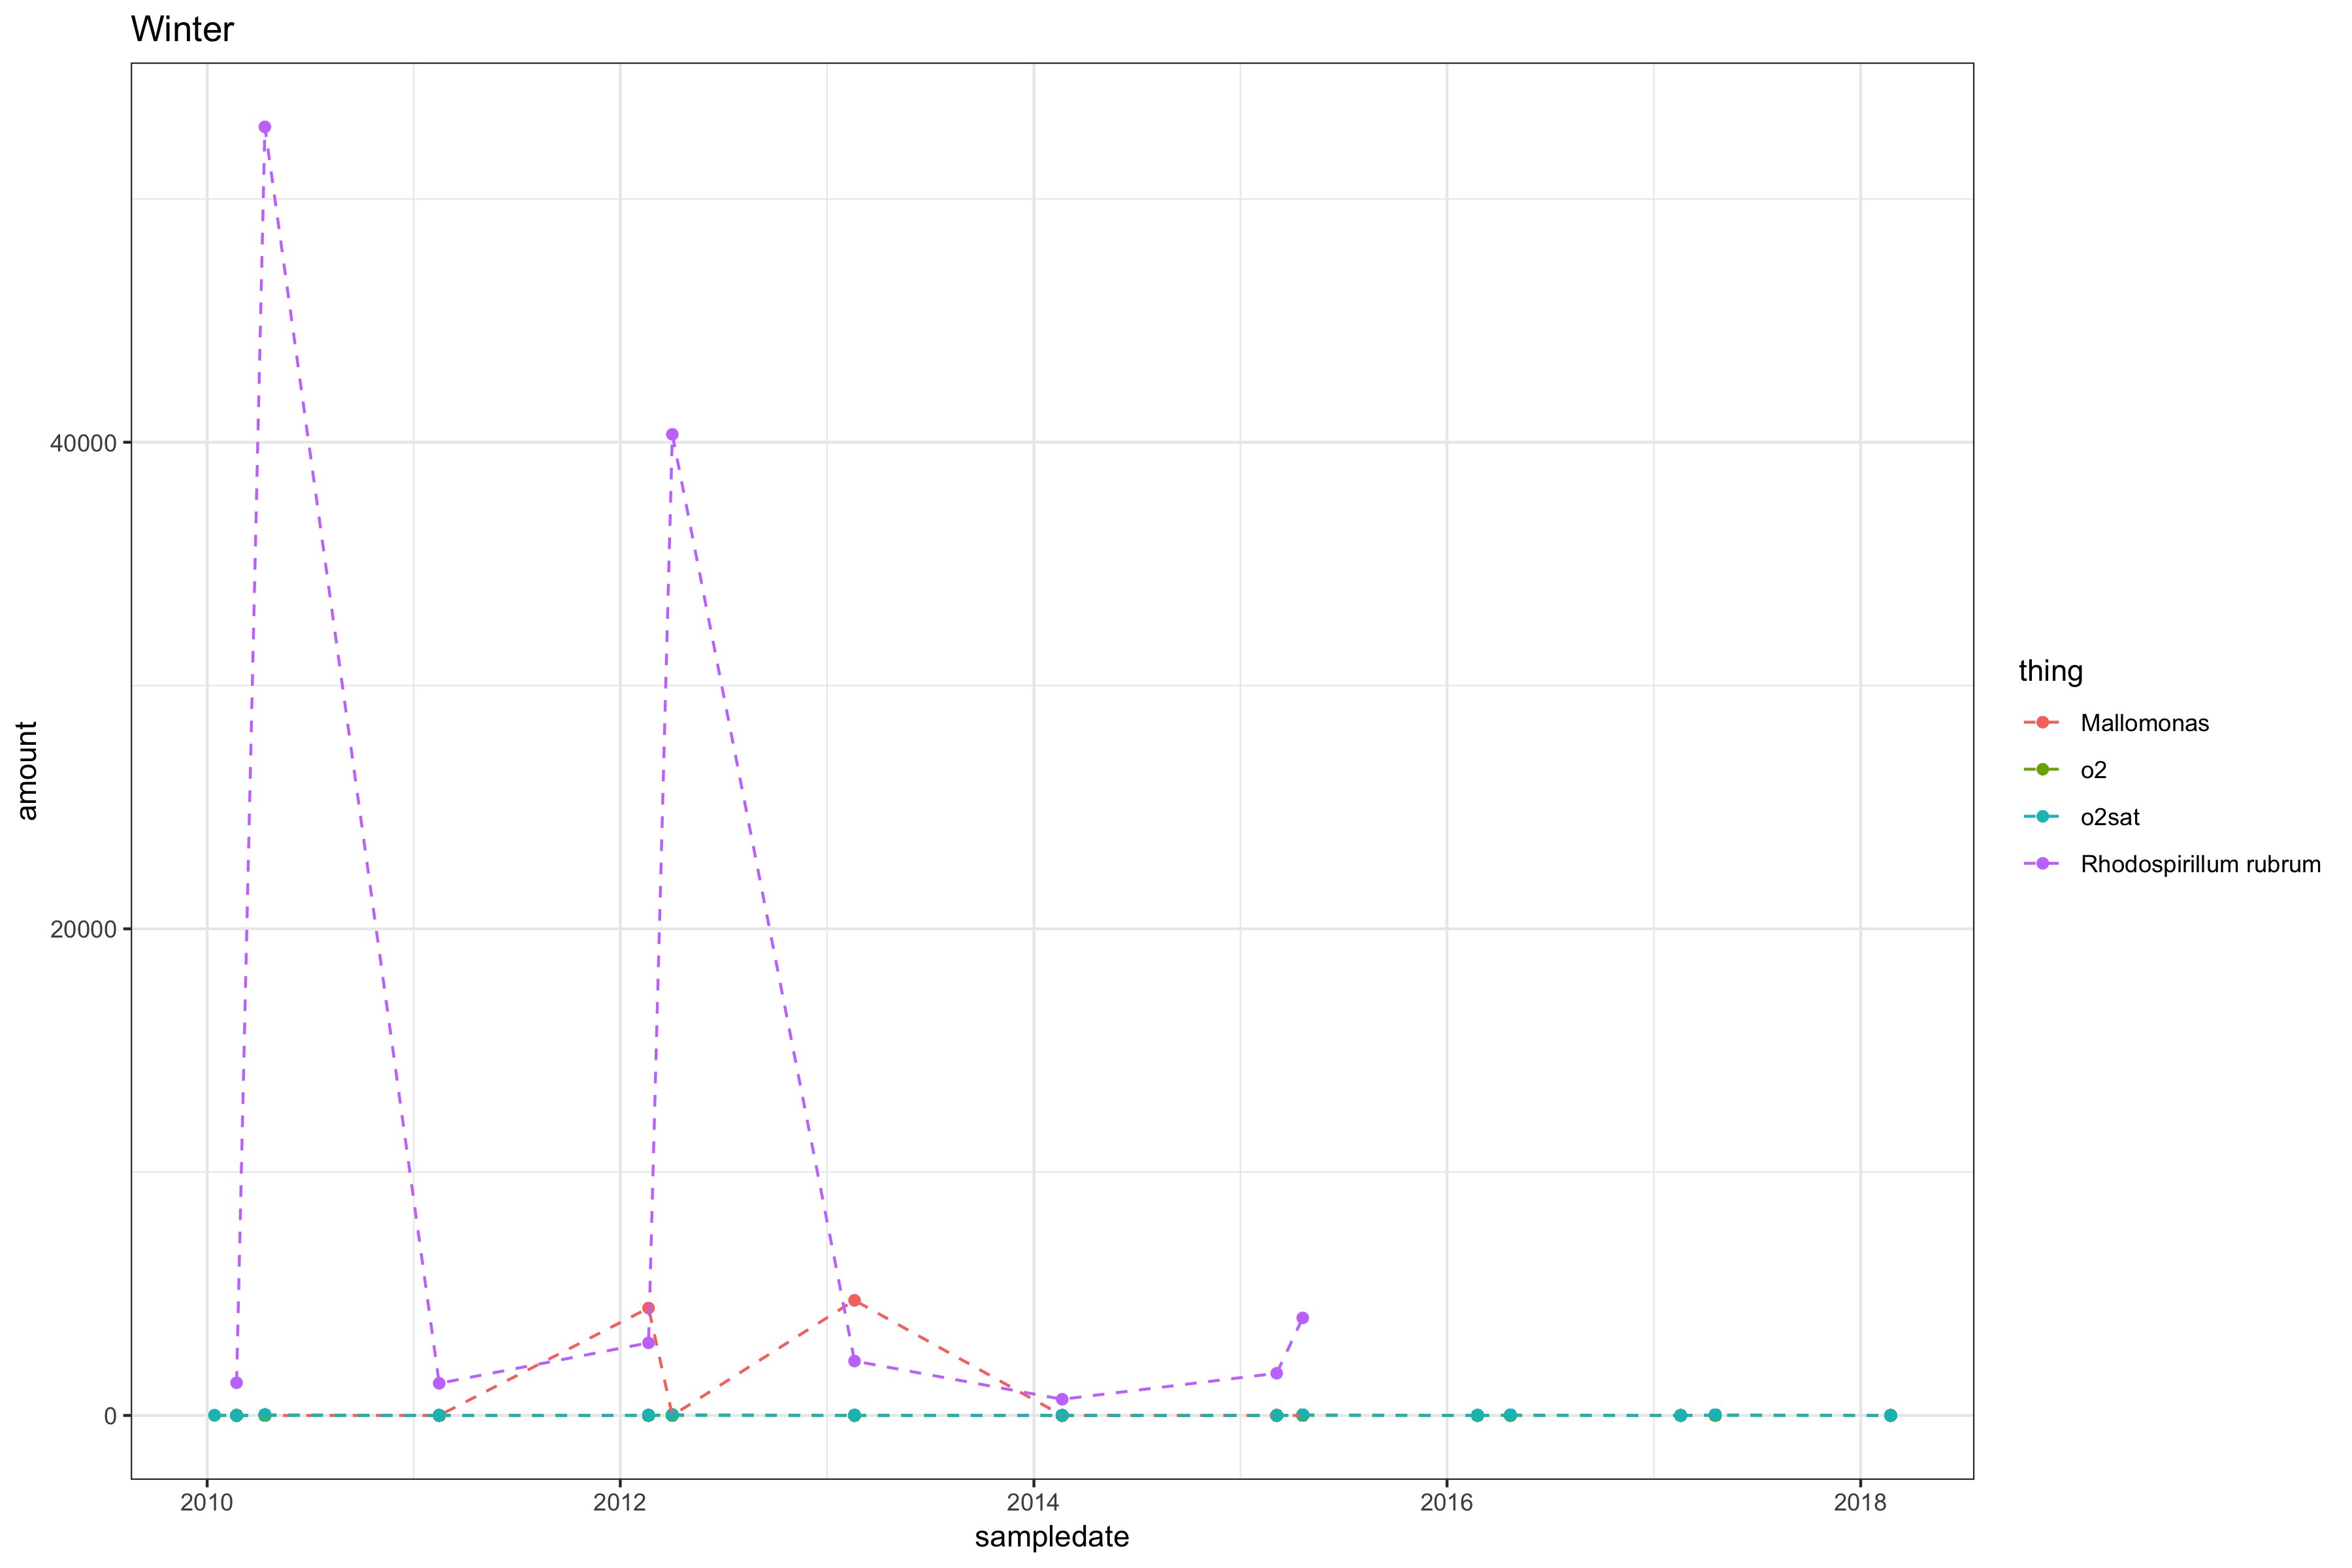 Winter
amount
40000
20000
0
2010
2012
2014
2016
2018
sampledate
thing
Mallomonas
o2
o2sat
Rhodospirillum rubrum